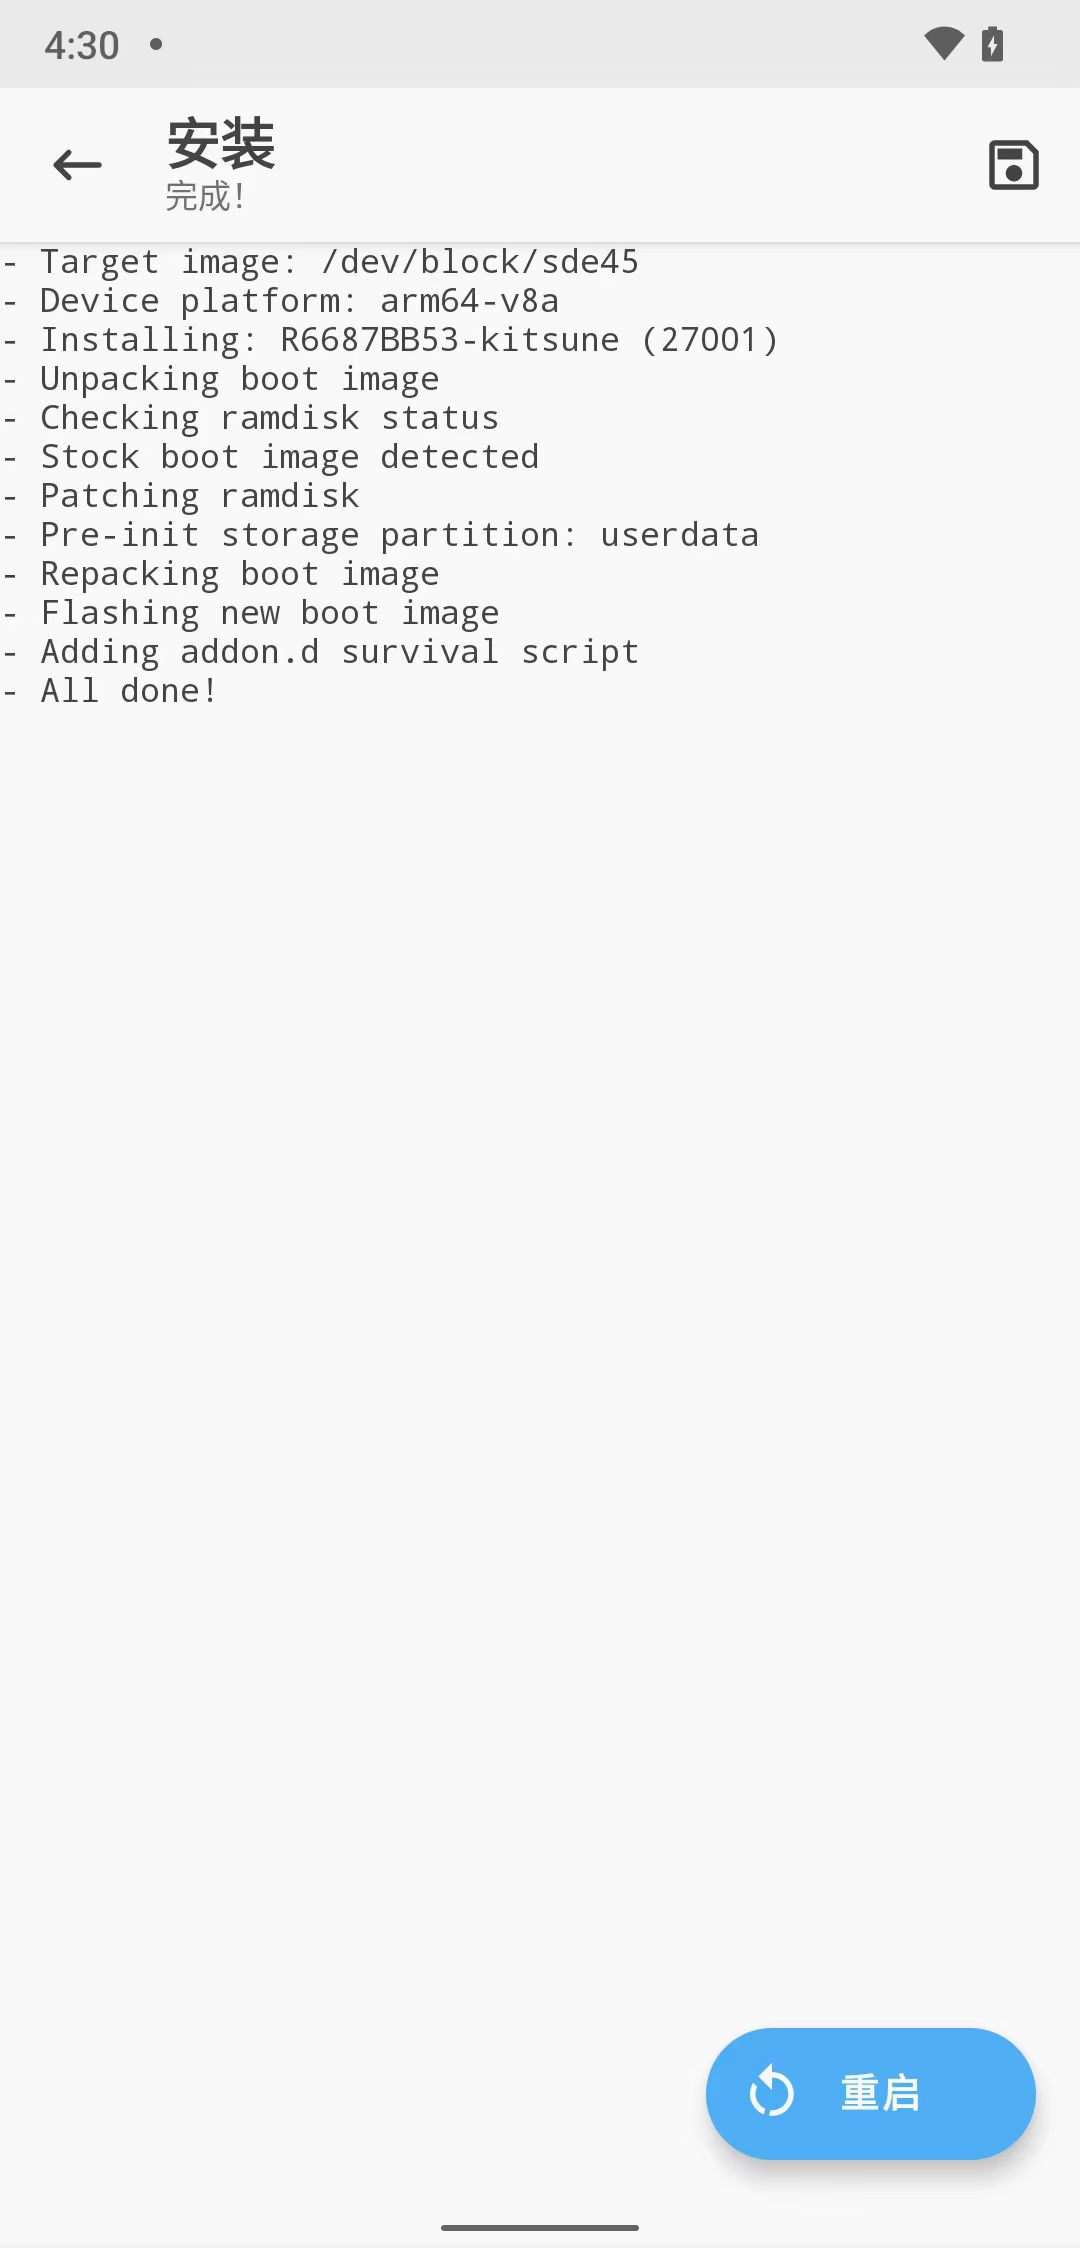 4:30
安装
完成！
- Target image: /dev/block/sde45
- Device platform: arm64-v8a
- Installing: R6687BB53-kitsune (27001)
- Unpacking boot image
- Checking ramdisk status
- Stock boot image detected
- Patching ramdisk
- Pre-init storage partition: userdata
- Repacking boot image
- Flashing new boot image
- Adding addon.d survival script
- All done!
重启